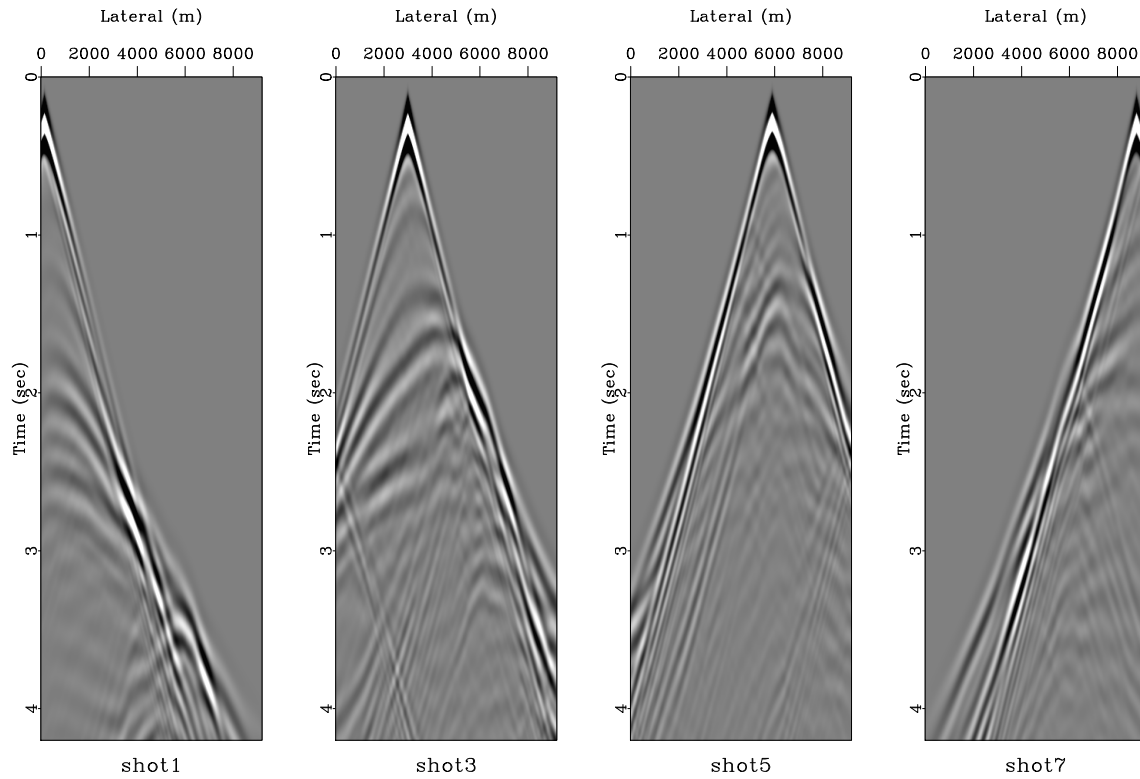 Lateral (m) Lateral (m) Lateral (m) Lateral (m)
0 2000 4000 6000 8000 0 2000 4000 6000 8000 0 2000 4000 6000 8000 0 2000 4000 6000 8000
0 0 0 0
1 1 1 1
Time (sec) Time (sec) Time (sec) Time (sec)
2 2 2 2
3 3 3 3
4 4 4 4
shot1 shot3 shot5 shot7